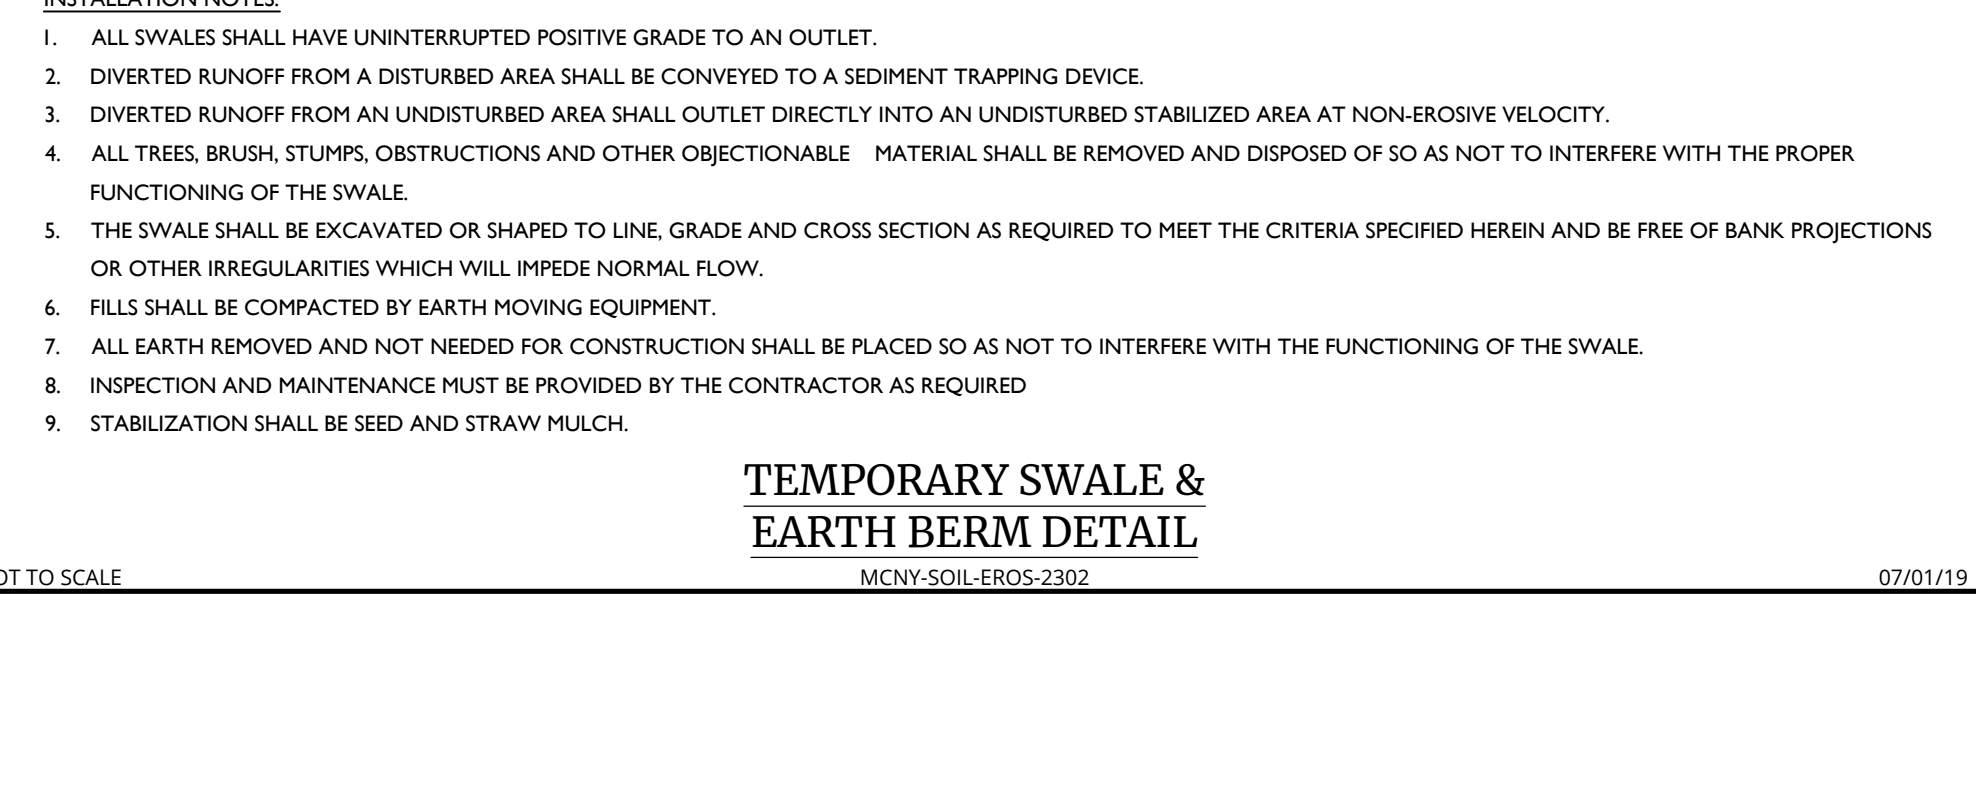 INSTALLATION NOTES:
1. ALL SWALES SHALL HAVE UNINTERRUPTED POSITIVE GRADE TO AN OUTLET.
2. DIVERTED RUNOFF FROM A DISTURBED AREA SHALL BE CONVEYED TO A SEDIMENT TRAPPING DEVICE.
3. DIVERTED RUNOFF FROM AN UNDISTURBED AREA SHALL OUTLET DIRECTLY INTO AN UNDISTURBED STABILIZED AREA AT NON-EROSIVE VELOCITY.
4. ALL TREES, BRUSH, STUMPS, OBSTRUCTIONS AND OTHER OBJECTIONABLE MATERIAL SHALL BE REMOVED AND DISPOSED OF SO AS NOT TO INTERFERE WITH THE PROPER
FUNCTIONING OF THE SWALE.
5. THE SWALE SHALL BE EXCAVATED OR SHAPED TO LINE, GRADE AND CROSS SECTION AS REQUIRED TO MEET THE CRITERIA SPECIFIED HEREIN AND BE FREE OF BANK PROJECTIONS
OR OTHER IRREGULARITIES WHICH WILL IMPEDE NORMAL FLOW.
6. FILLS SHALL BE COMPACTED BY EARTH MOVING EQUIPMENT.
7. ALL EARTH REMOVED AND NOT NEEDED FOR CONSTRUCTION SHALL BE PLACED SO AS NOT TO INTERFERE WITH THE FUNCTIONING OF THE SWALE.
8. INSPECTION AND MAINTENANCE MUST BE PROVIDED BY THE CONTRACTOR AS REQUIRED
9. STABILIZATION SHALL BE SEED AND STRAW MULCH.
TEMPORARY SWALE &
EARTH BERM DETAIL
OT TO SCALE MCNY-SOIL-EROS-2302 07/01/19